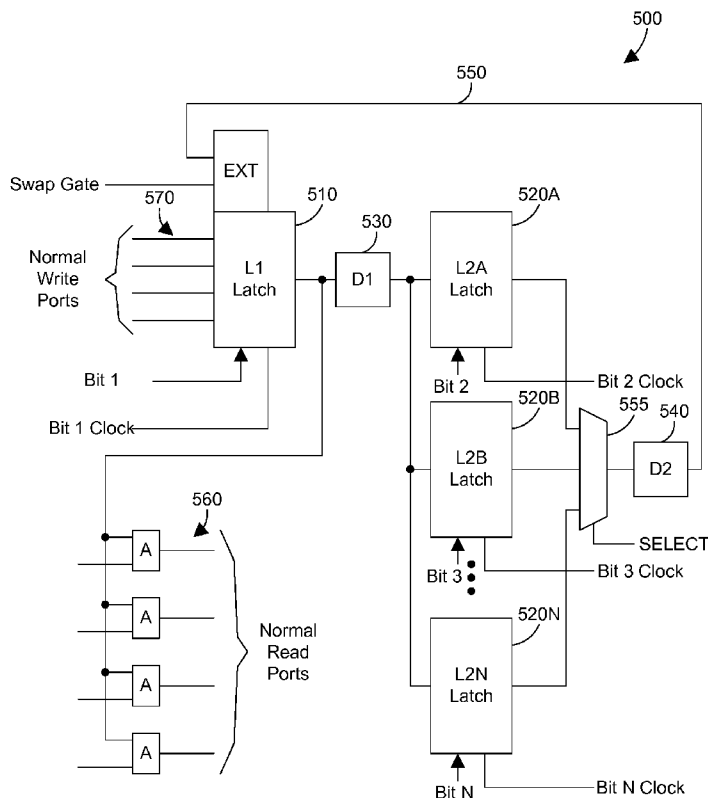 500
550
EXT
Swap Gate
570
510
520A
530
Normal
Write
Ports
L1
Latch
D1
L2A
Latch
Bit 1
Bit 2
Bit 2 Clock
Bit 1 Clock
520B
555
540
L2B
Latch
D2
560
SELECT
Bit 3
Bit 3 Clock
A
A
A
A
Normal
Read
Ports
520N
L2N
Latch
Bit N
Bit N Clock